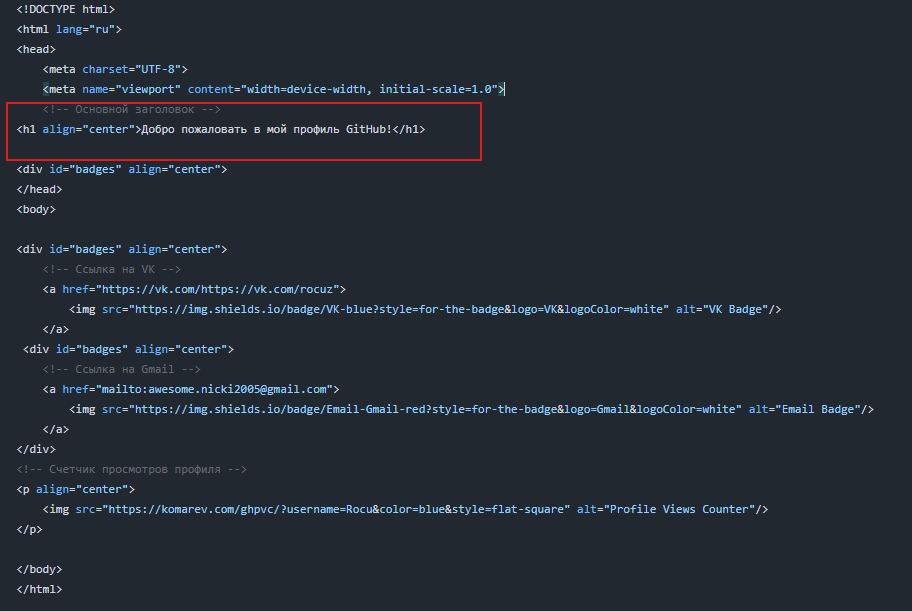 <!DOCTYPE html>
<html lang="ru">
<head>
<meta charset="UTF-8">
<meta name="viewport" content="width=device-width, initial-scale=1.0">
<!-- Основной заголовок -->
<h1 align="center">Добро пожаловать в мой профиль GitHub!</h1>
<div id="badges" align="center">
</head>
<body>
<div id="badges" align="center">
<!-- Ссылка на VK -->
<a href="https://vk.com/https://vk.com/rocuz">
<img src="https://img.shields.io/badge/VK-blue?style=for-the-badge&logo=VK&logoColor=white" alt="VK Badge"/>
</a>
<div id="badges" align="center">
<!-- Ссылка на Gmail -->
<a href="mailto:awesome.nicki2005@gmail.com">
<img src="https://img.shields.io/badge/Email-Gmail-red?style=for-the-badge&logo=Gmail&logoColor=white" alt="Email Badge"/>
</a>
</div>
<!-- Счетчик просмотров профиля -->
<p align="center">
<img src="https://komarev.com/ghpvc/?username=Rocu&color=blue&style=flat-square" alt="Profile Views Counter"/>
</p>
</body>
</html>